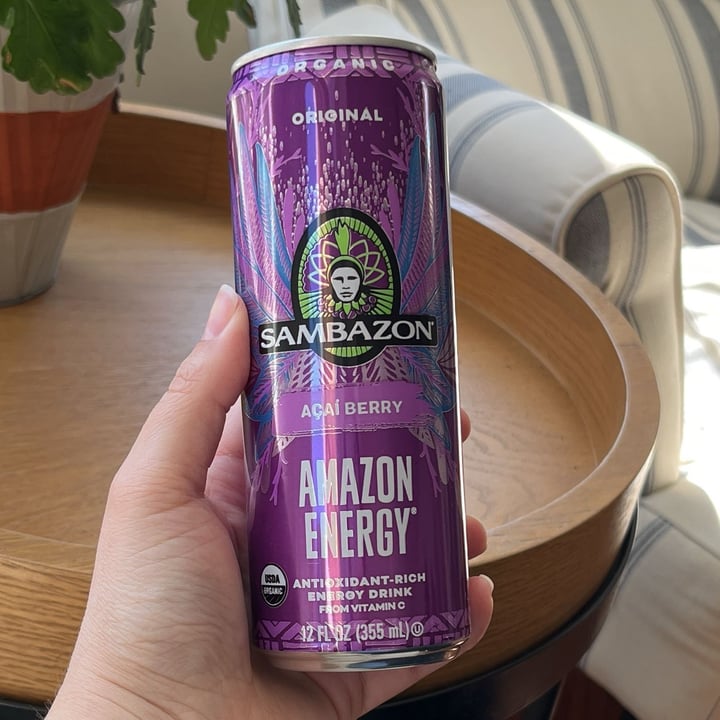 ORGANIC
ORIGINAL
SAMBAZON®
AÇAÍ BERRY
AMAZON
ENERGY®
USDA
ORGANIC
ANTIOXIDANT-RICH
ENERGY DRINK
FROM VITAMIN C
12 FL OZ (355 mL) Ⓤ